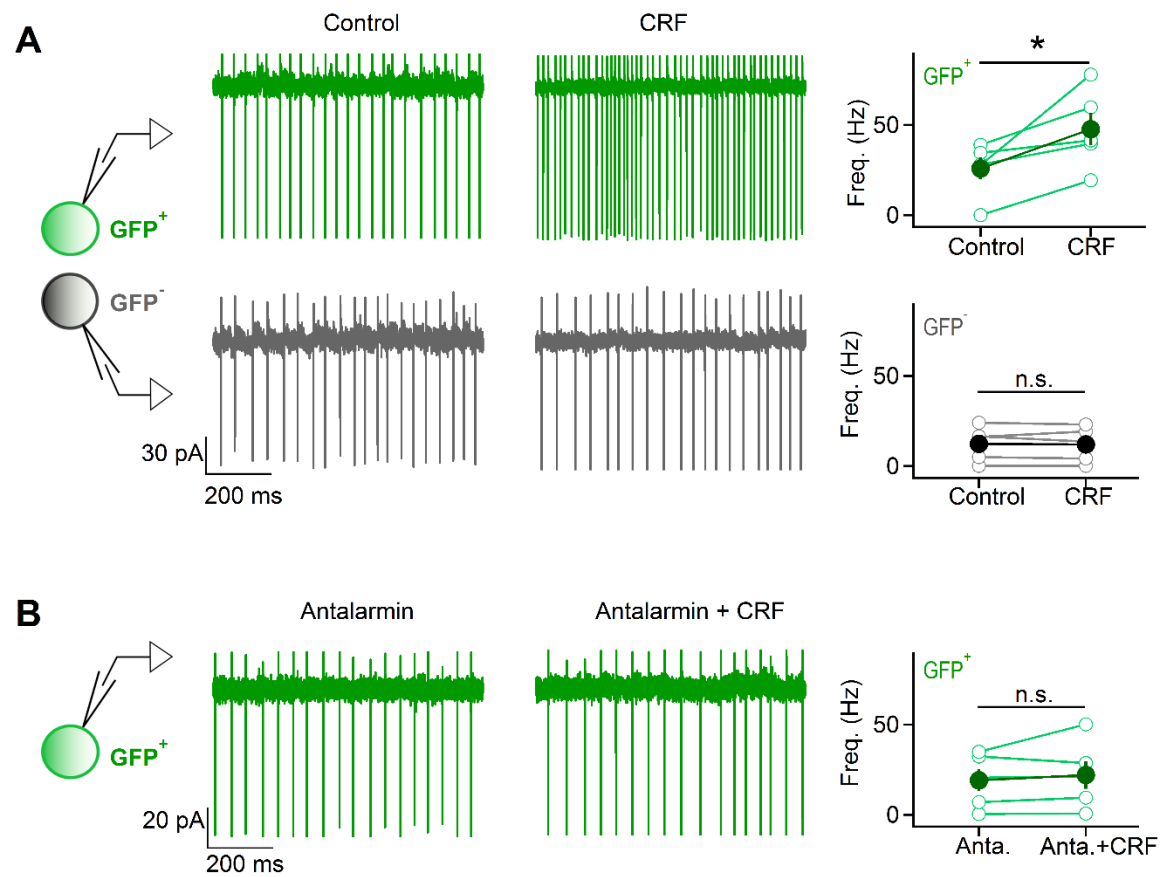 A
Control
CRF
GFP+
GFP-
30 pA
200 ms
GFP+
*
Freq. (Hz)
50
0
Control
CRF
GFP-
n.s.
Freq. (Hz)
50
0
Control
CRF
B
Antalarmin
Antalarmin + CRF
GFP+
20 pA
200 ms
GFP+
n.s.
Freq. (Hz)
50
0
Anta.
Anta.+CRF